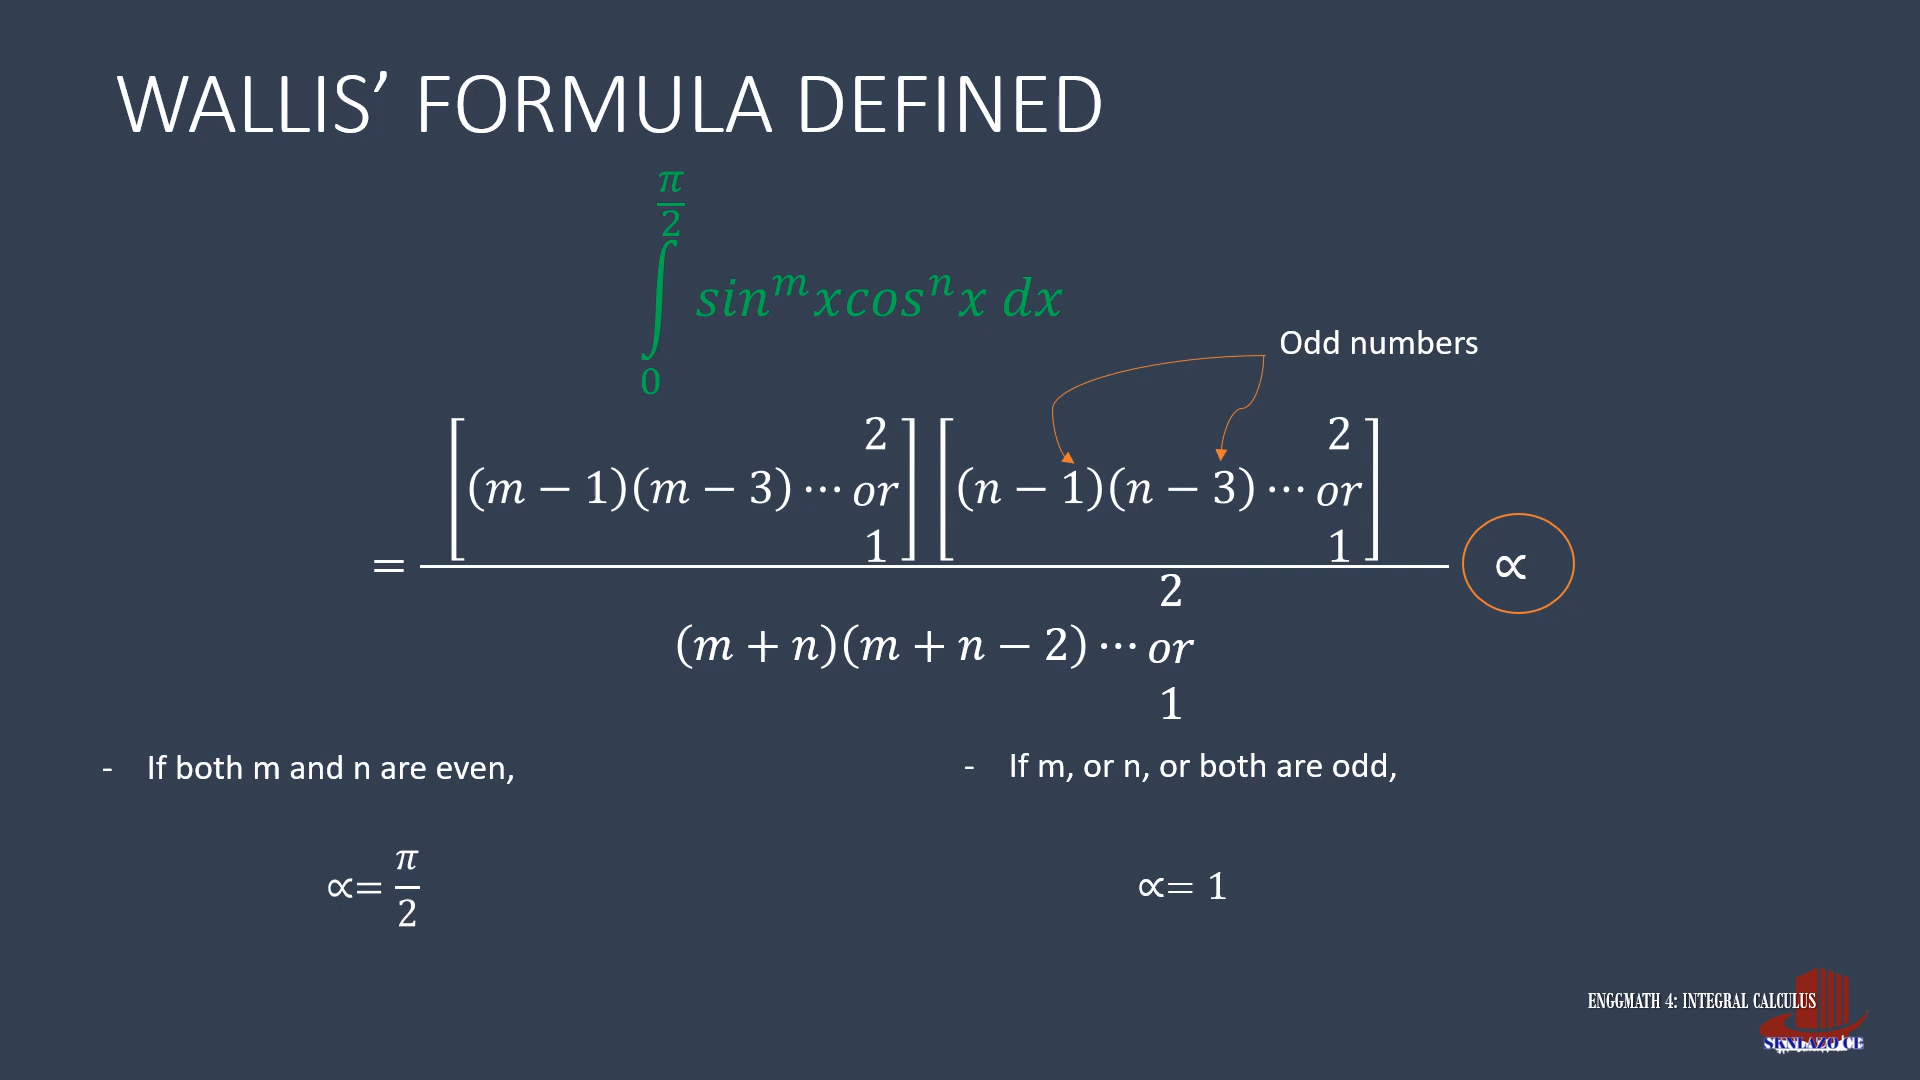 WALLIS’ FORMULA DEFINED
∫₀^(π/2) sin^m x cos^n x dx
Odd numbers
= [(m − 1)(m − 3) ⋯ 2 or 1] [(n − 1)(n − 3) ⋯ 2 or 1] / (m + n)(m + n − 2) ⋯ 2 or 1 ∝
- If both m and n are even,
- If m, or n, or both are odd,
∝= π/2
∝= 1
ENGGMATH 4: INTEGRAL CALCULUS